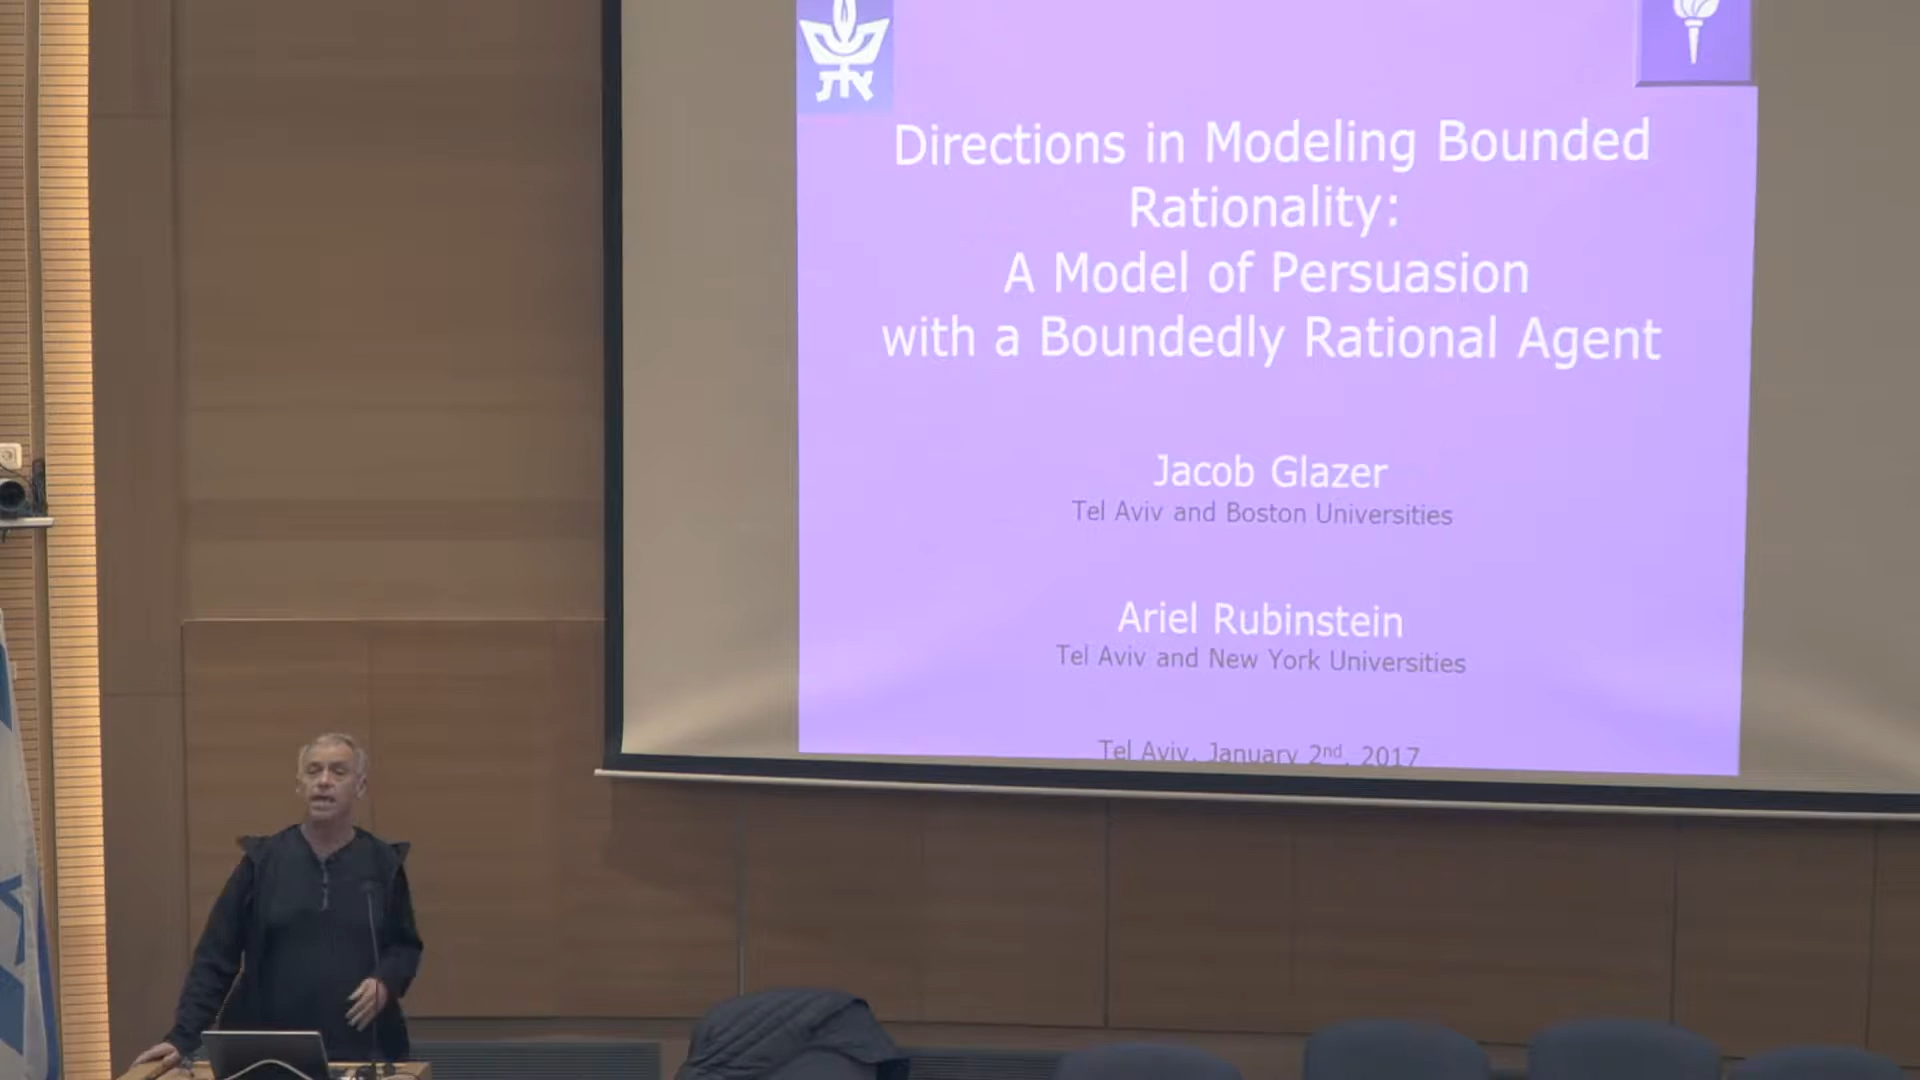 Directions in Modeling Bounded
Rationality:
A Model of Persuasion
with a Boundedly Rational Agent
Jacob Glazer
Tel Aviv and Boston Universities
Ariel Rubinstein
Tel Aviv and New York Universities
Tel Aviv, January 2nd, 2017